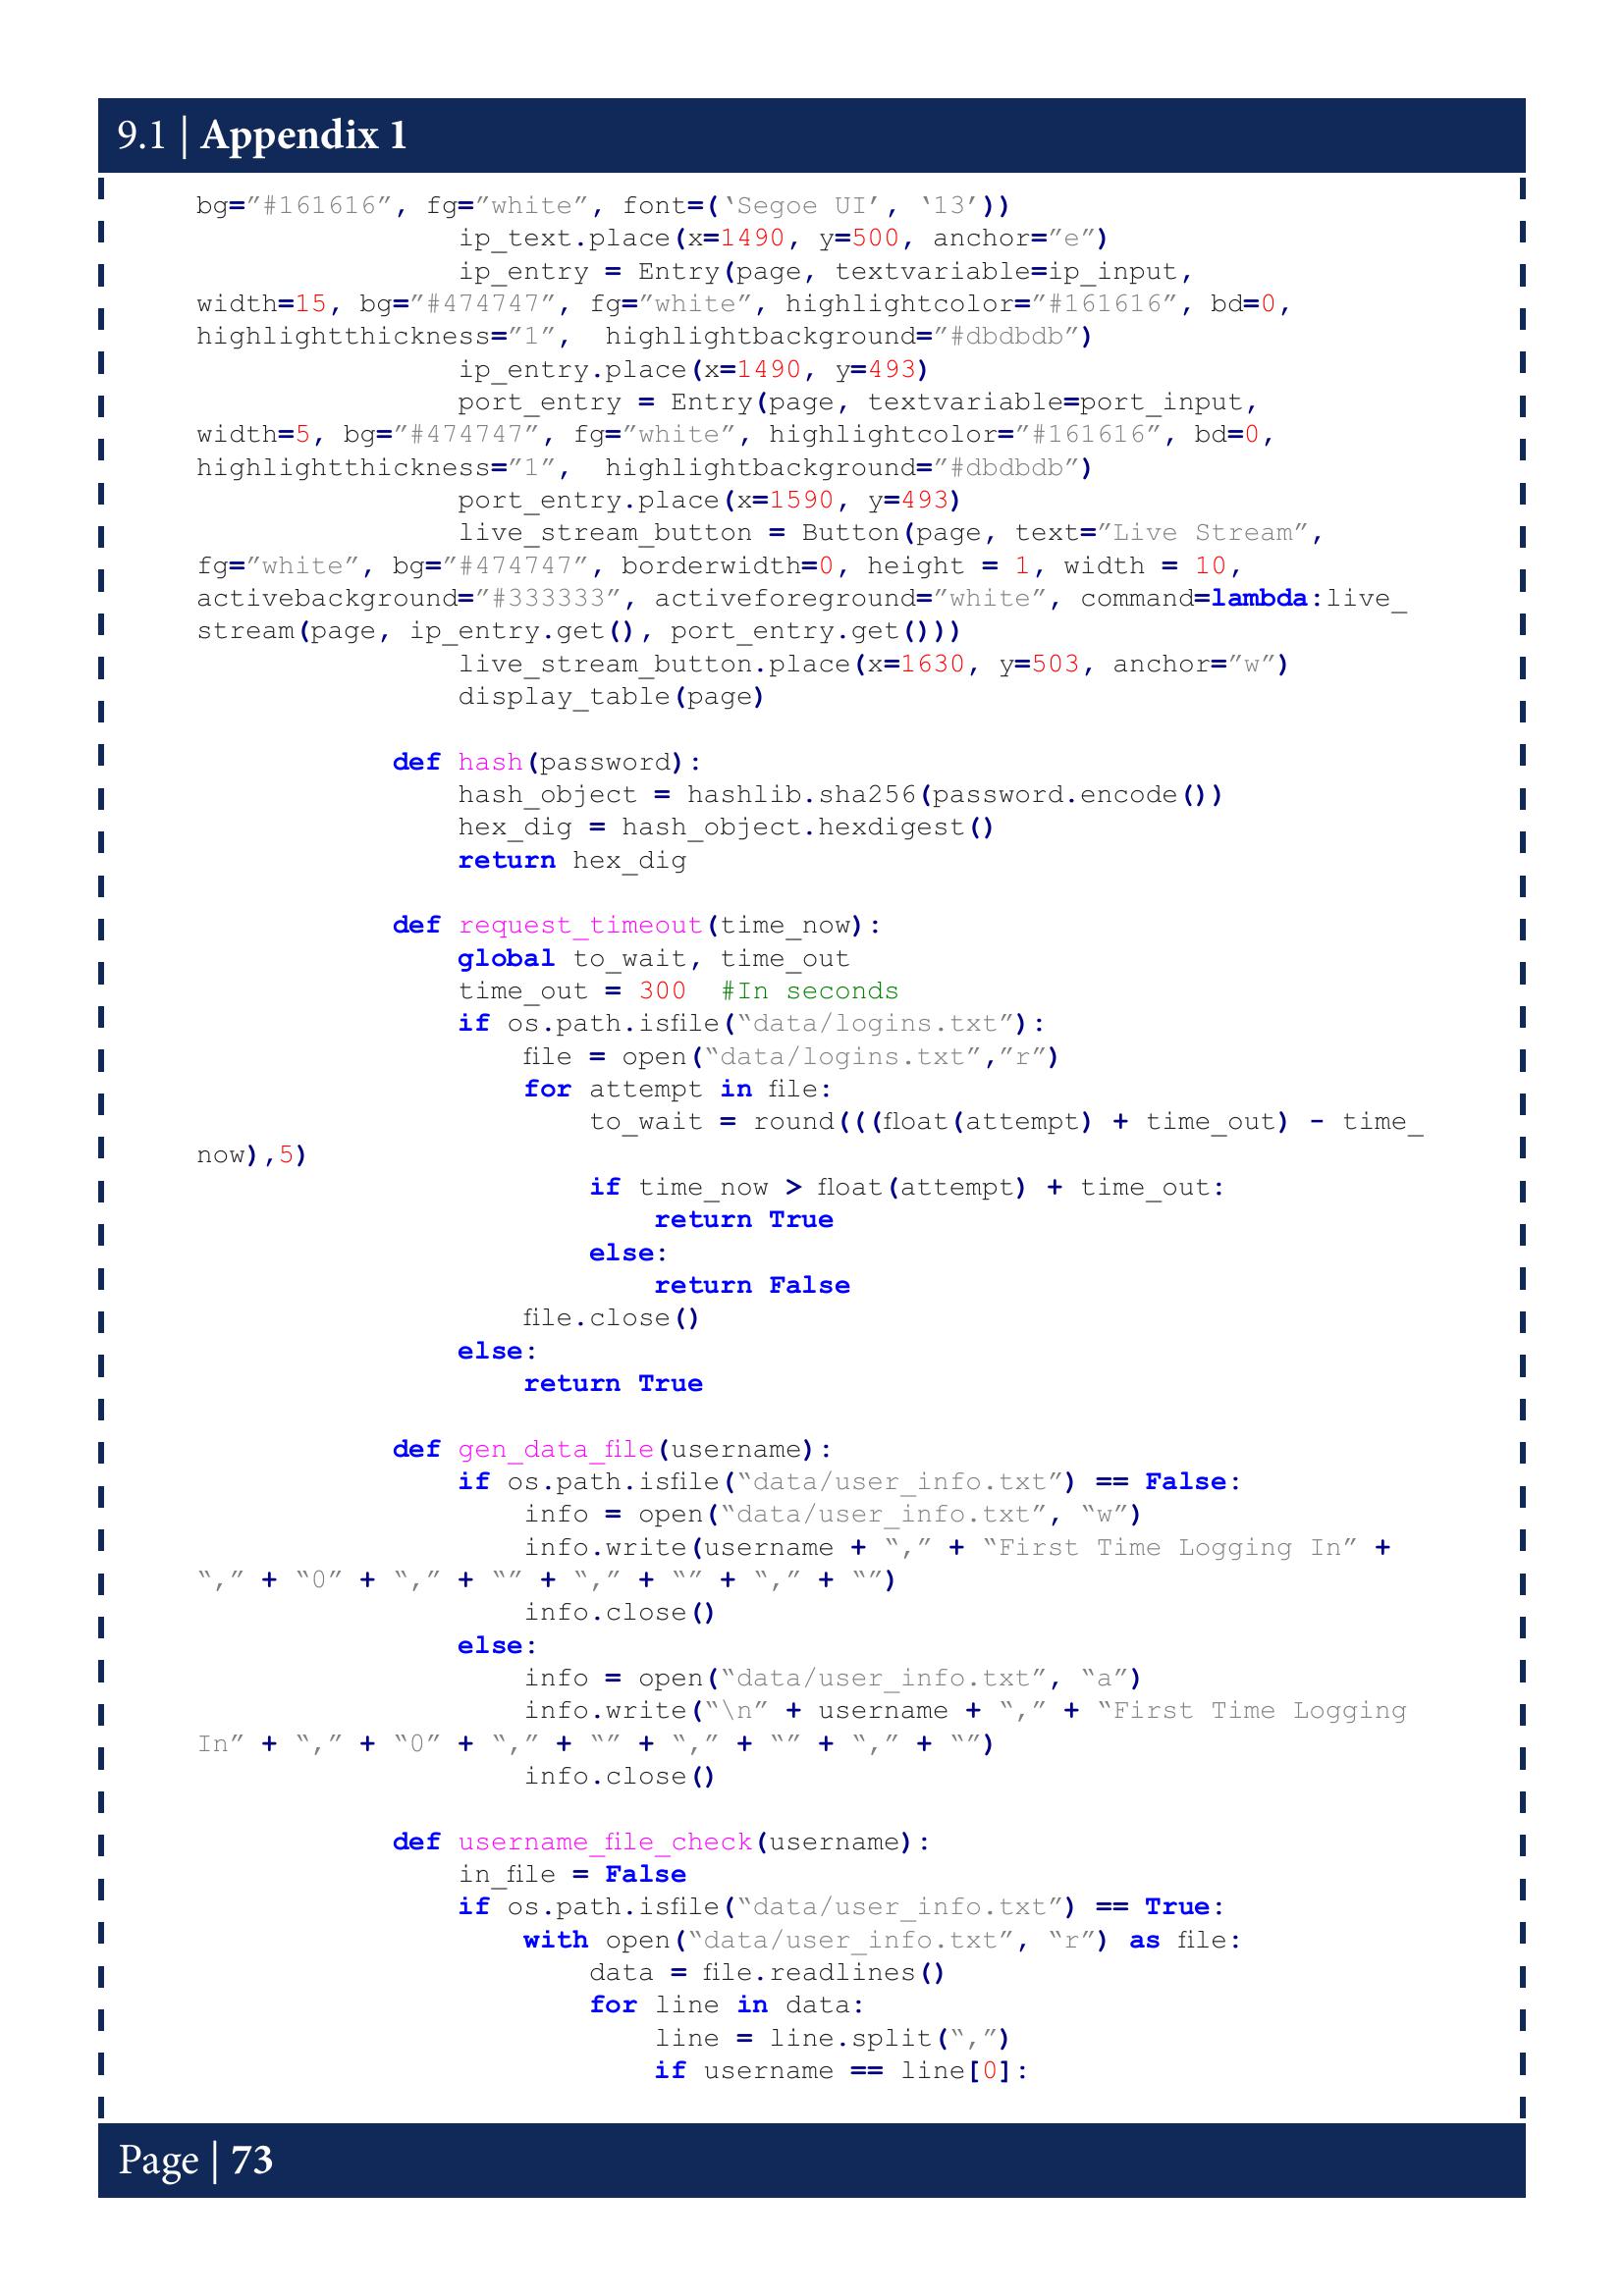 9.1 | Appendix 1
bg=”#161616”, fg=”white”, font=(‘Segoe UI’, ‘13’))
                ip_text.place(x=1490, y=500, anchor=”e”)
                ip_entry = Entry(page, textvariable=ip_input,
width=15, bg=”#474747”, fg=”white”, highlightcolor=”#161616”, bd=0,
highlightthickness=”1”,  highlightbackground=”#dbdbdb”)
                ip_entry.place(x=1490, y=493)
                port_entry = Entry(page, textvariable=port_input,
width=5, bg=”#474747”, fg=”white”, highlightcolor=”#161616”, bd=0,
highlightthickness=”1”,  highlightbackground=”#dbdbdb”)
                port_entry.place(x=1590, y=493)
                live_stream_button = Button(page, text=”Live Stream”,
fg=”white”, bg=”#474747”, borderwidth=0, height = 1, width = 10,
activebackground=”#333333”, activeforeground=”white”, command=lambda:live_
stream(page, ip_entry.get(), port_entry.get()))
                live_stream_button.place(x=1630, y=503, anchor=”w”)
                display_table(page)

            def hash(password):
                hash_object = hashlib.sha256(password.encode())
                hex_dig = hash_object.hexdigest()
                return hex_dig

            def request_timeout(time_now):
                global to_wait, time_out
                time_out = 300  #In seconds
                if os.path.isfile(“data/logins.txt”):
                    file = open(“data/logins.txt”,”r”)
                    for attempt in file:
                        to_wait = round(((float(attempt) + time_out) - time_
now),5)
                        if time_now > float(attempt) + time_out:
                            return True
                        else:
                            return False
                    file.close()
                else:
                    return True

            def gen_data_file(username):
                if os.path.isfile(“data/user_info.txt”) == False:
                    info = open(“data/user_info.txt”, “w”)
                    info.write(username + “,” + “First Time Logging In” +
“,” + “0” + “,” + “” + “,” + “” + “,” + “”)
                    info.close()
                else:
                    info = open(“data/user_info.txt”, “a”)
                    info.write(“\n” + username + “,” + “First Time Logging
In” + “,” + “0” + “,” + “” + “,” + “” + “,” + “”)
                    info.close()

            def username_file_check(username):
                in_file = False
                if os.path.isfile(“data/user_info.txt”) == True:
                    with open(“data/user_info.txt”, “r”) as file:
                        data = file.readlines()
                        for line in data:
                            line = line.split(“,”)
                            if username == line[0]:
Page | 73